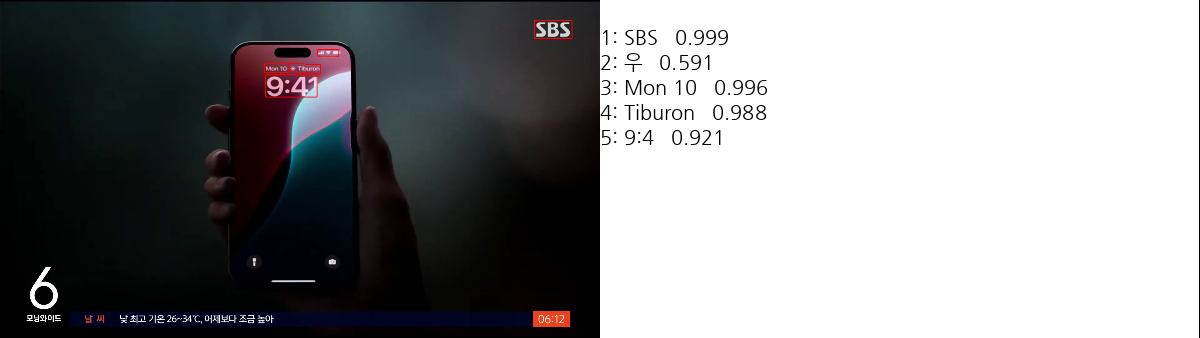 SBS
Mon 10 Tiburon
9:41
6
모닝와이드
날씨 낮 최고 기온 26~34℃, 어제보다 조금 높아 06:12
1: SBS 0.999
2: 우 0.591
3: Mon 10 0.996
4: Tiburon 0.988
5: 9:4 0.921